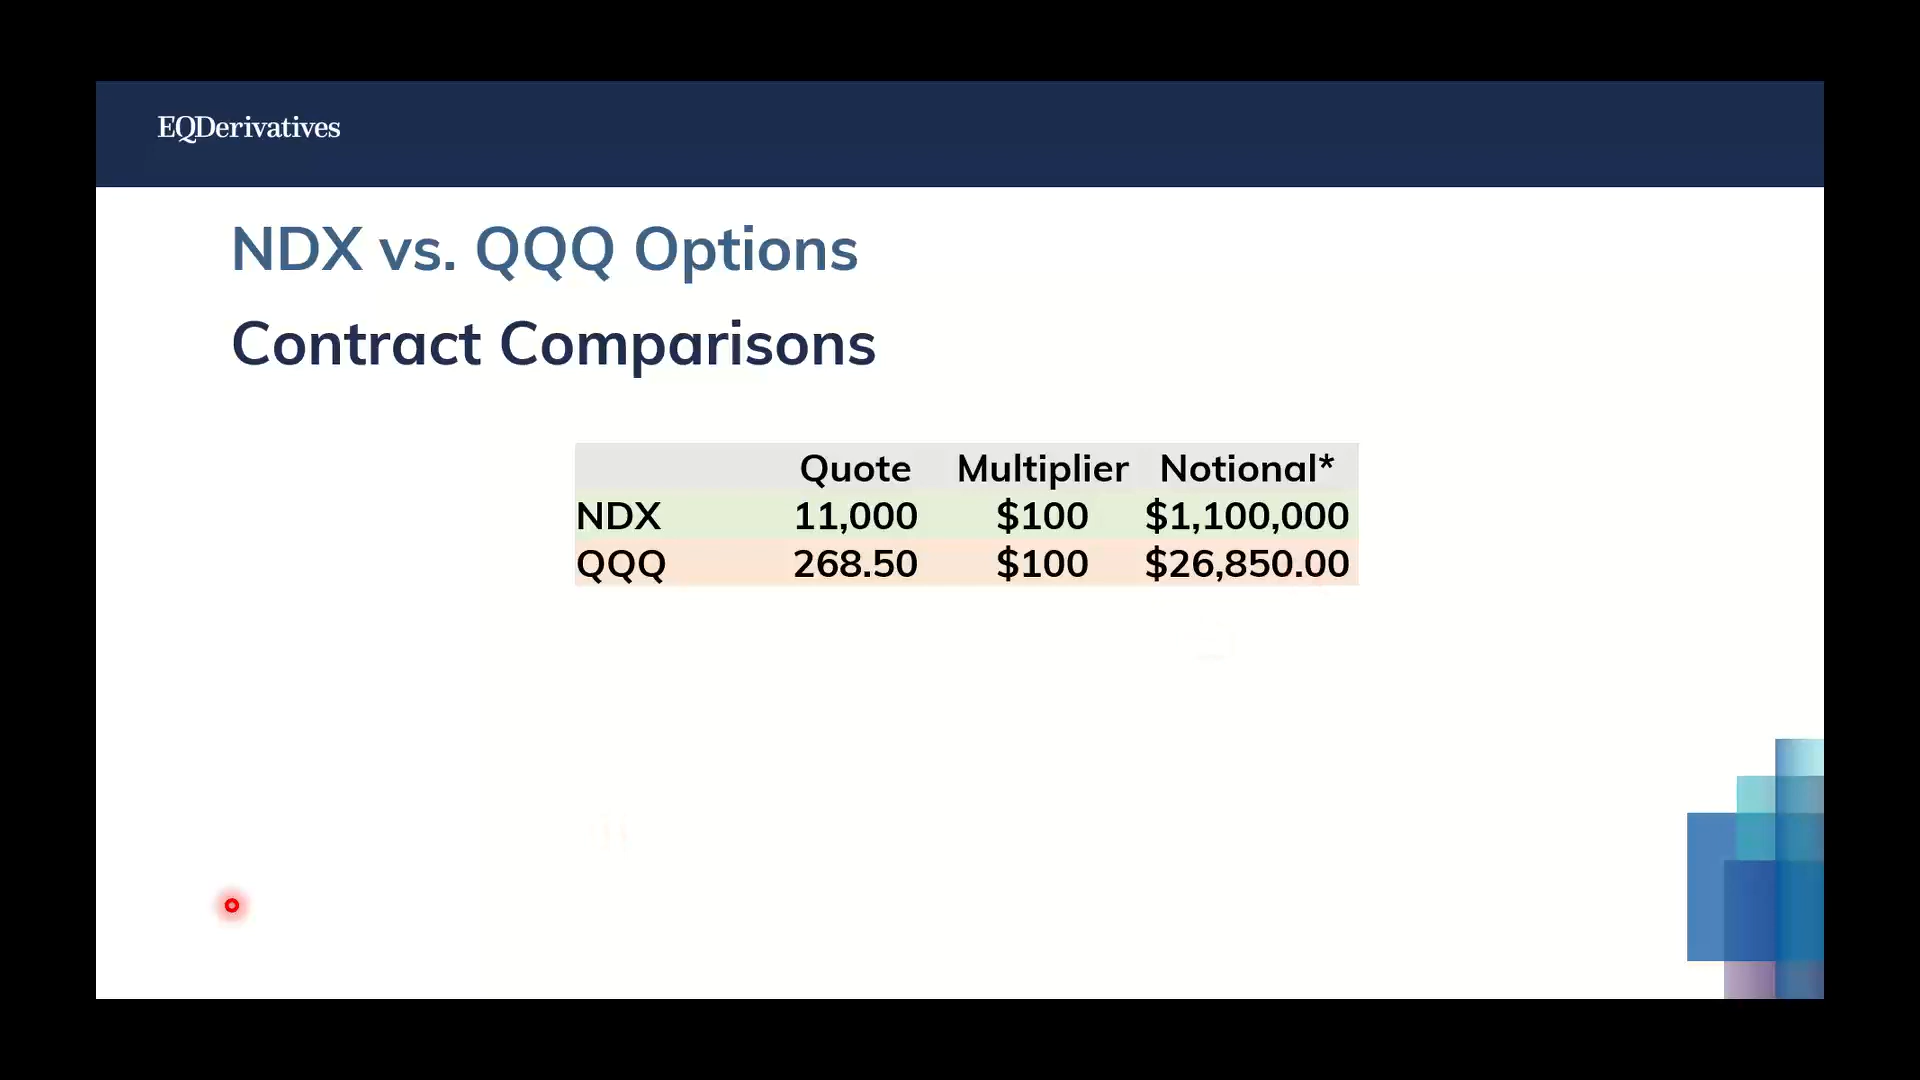 EQDerivatives
NDX vs. QQQ Options
Contract Comparisons
Quote Multiplier Notional*
NDX 11,000 $100 $1,100,000
QQQ 268.50 $100 $26,850.00